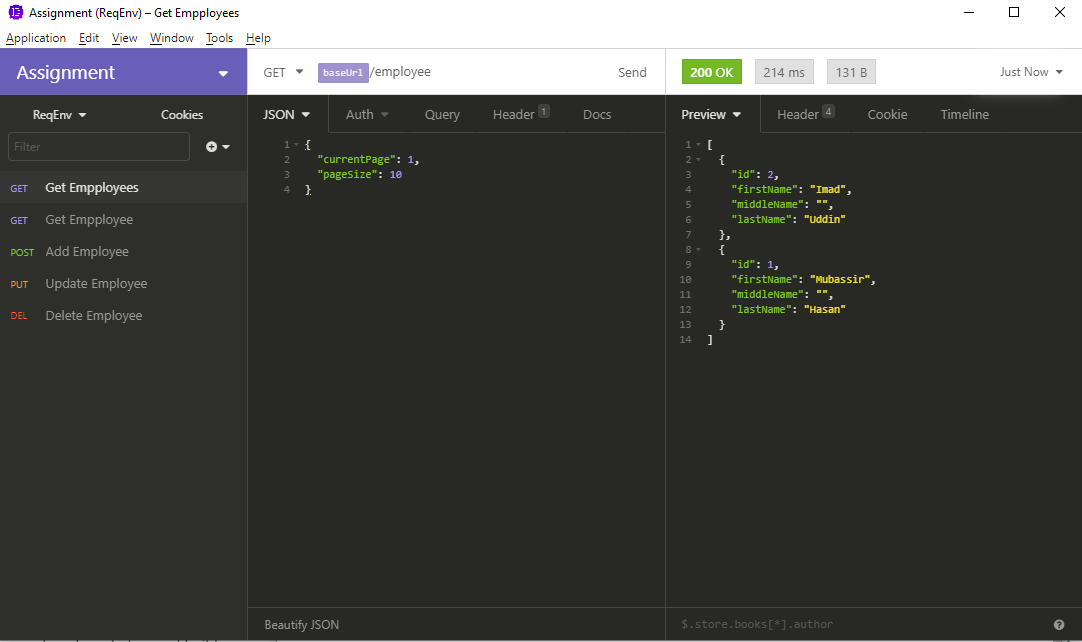 Assignment (ReqEnv) – Get Empployees
Application Edit View Window Tools Help
Assignment
GET baseUrl/employee Send
200 OK 214 ms 131 B Just Now
ReqEnv Cookies
JSON Auth Query Header 1 Docs
Preview Header 4 Cookie Timeline
Filter
GET Get Empployees
GET Get Empployee
POST Add Employee
PUT Update Employee
DEL Delete Employee
1 {
2 "currentPage": 1,
3 "pageSize": 10
4 }
1 [
2 {
3 "id": 2,
4 "firstName": "Imad",
5 "middleName": "",
6 "lastName": "Uddin"
7 },
8 {
9 "id": 1,
10 "firstName": "Mubassir",
11 "middleName": "",
12 "lastName": "Hasan"
13 }
14 ]
Beautify JSON
$.store.books[*].author